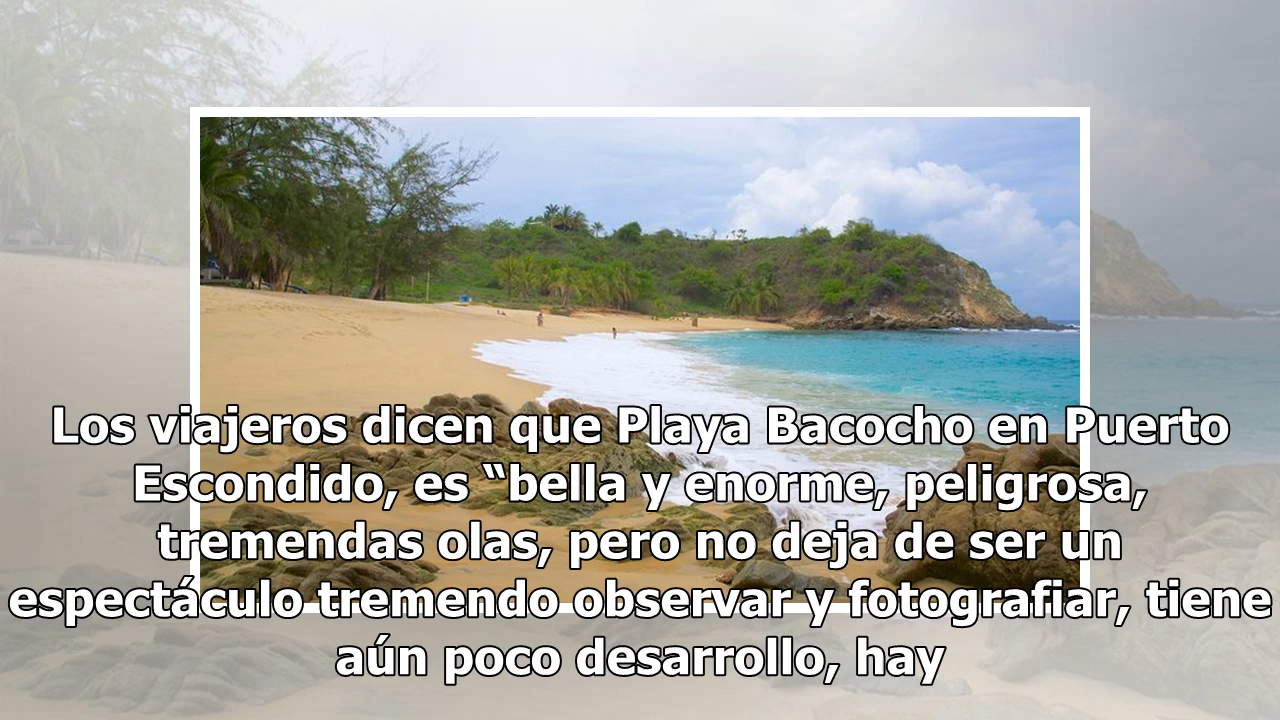 Los viajeros dicen que Playa Bacocho en Puerto
Escondido, es “bella y enorme, peligrosa,
tremendas olas, pero no deja de ser un
espectáculo tremendo observar y fotografiar, tiene
aún poco desarrollo, hay